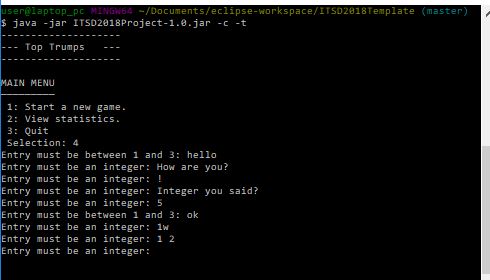 user@laptop_pc MINGW64 ~/Documents/eclipse-workspace/ITSD2018Template (master)
$ java -jar ITSD2018Project-1.0.jar -c -t
-------------------
--- Top Trumps   ---
-------------------
MAIN MENU
─────────
1: Start a new game.
2: View statistics.
3: Quit
Selection: 4
Entry must be between 1 and 3: hello
Entry must be an integer: How are you?
Entry must be an integer: !
Entry must be an integer: Integer you said?
Entry must be an integer: 5
Entry must be between 1 and 3: ok
Entry must be an integer: 1w
Entry must be an integer: 1 2
Entry must be an integer: